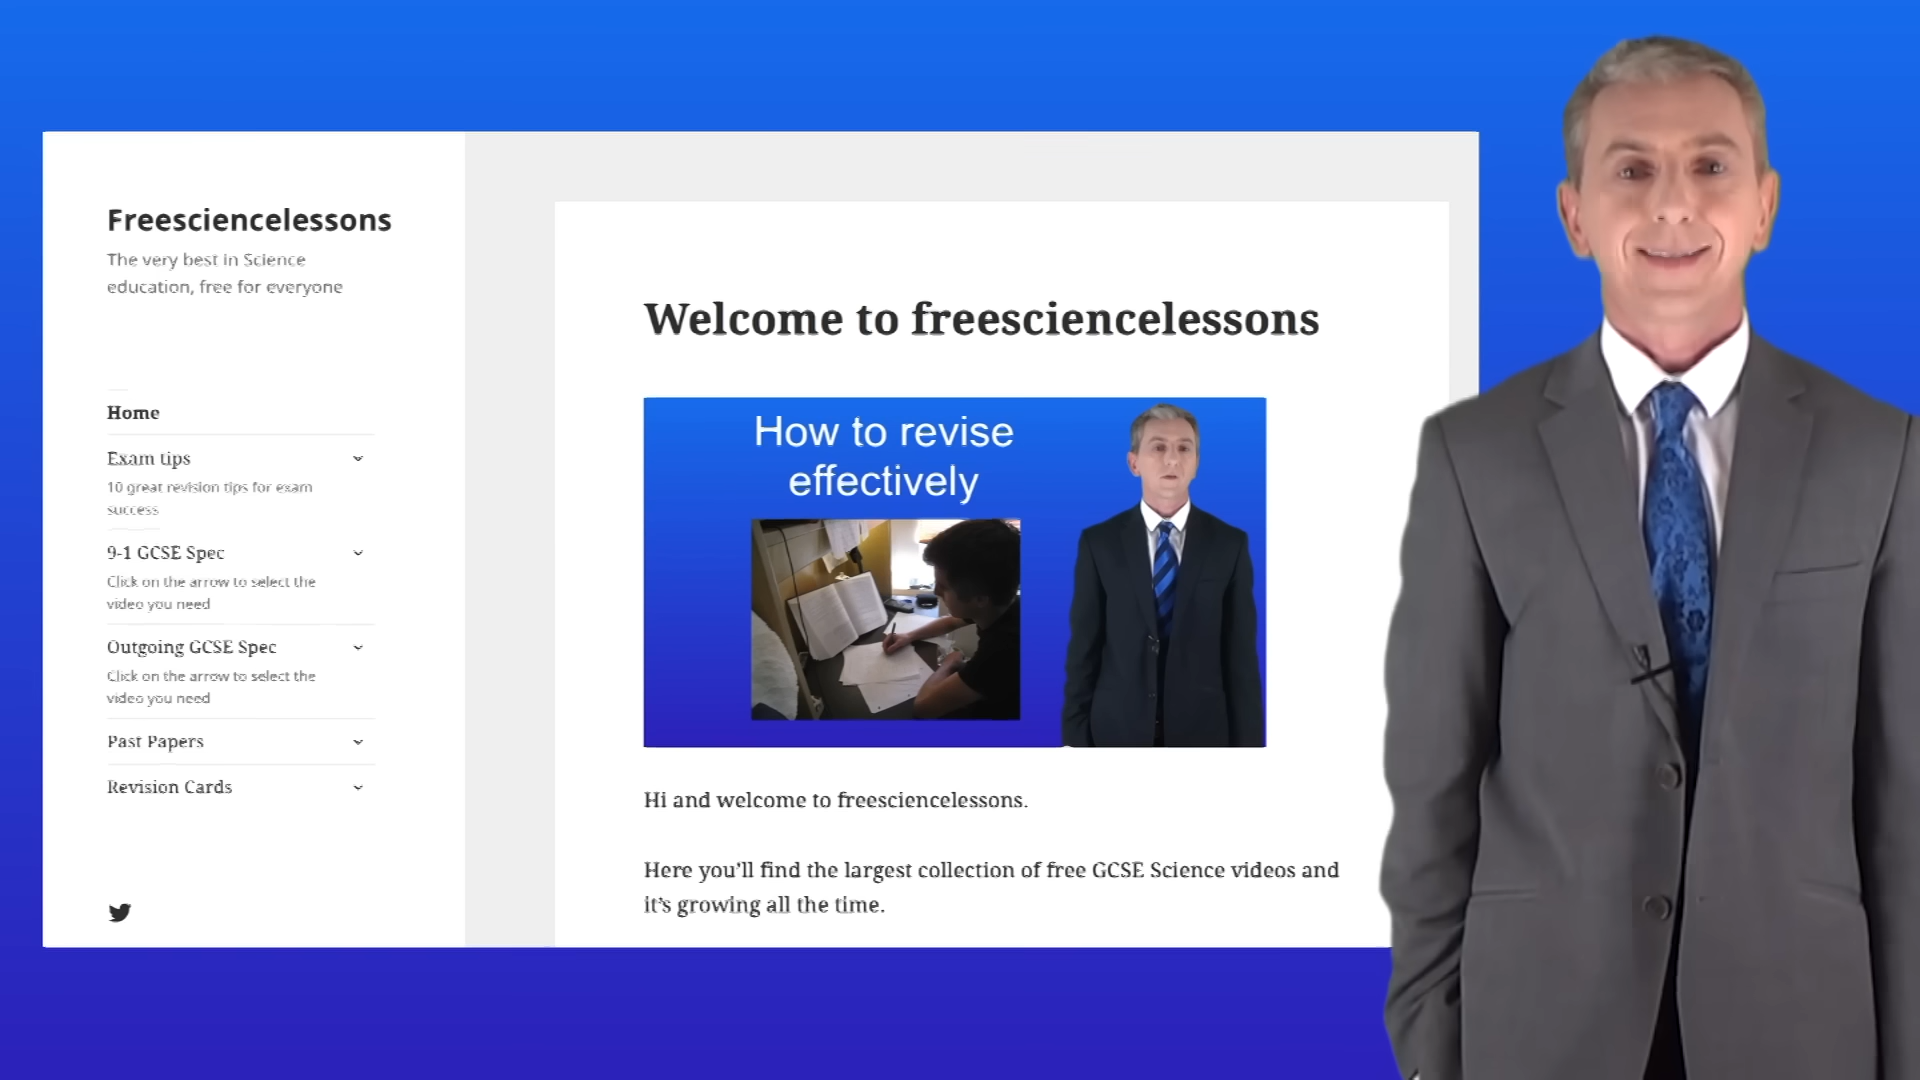 Freesciencelessons
The very best in Science
education, free for everyone
Home
Exam tips
10 great revision tips for exam
success
9-1 GCSE Spec
Click on the arrow to select the
video you need
Outgoing GCSE Spec
Click on the arrow to select the
video you need
Past Papers
Revision Cards
Welcome to freesciencelessons
How to revise
effectively
Hi and welcome to freesciencelessons.
Here you'll find the largest collection of free GCSE Science videos and
it's growing all the time.